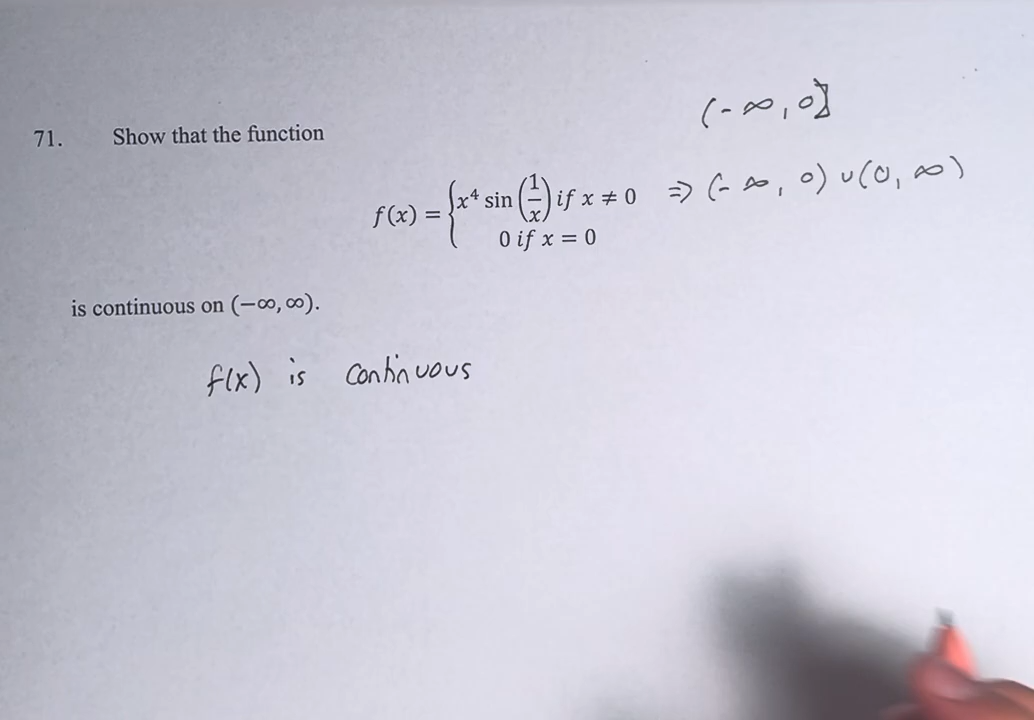 (-∞, 0]
71. Show that the function
f(x) = { x⁴ sin (1/x) if x ≠ 0 ⇒ (-∞, 0) ∪ (0, ∞)
0 if x = 0
is continuous on (−∞, ∞).
f(x) is continuous